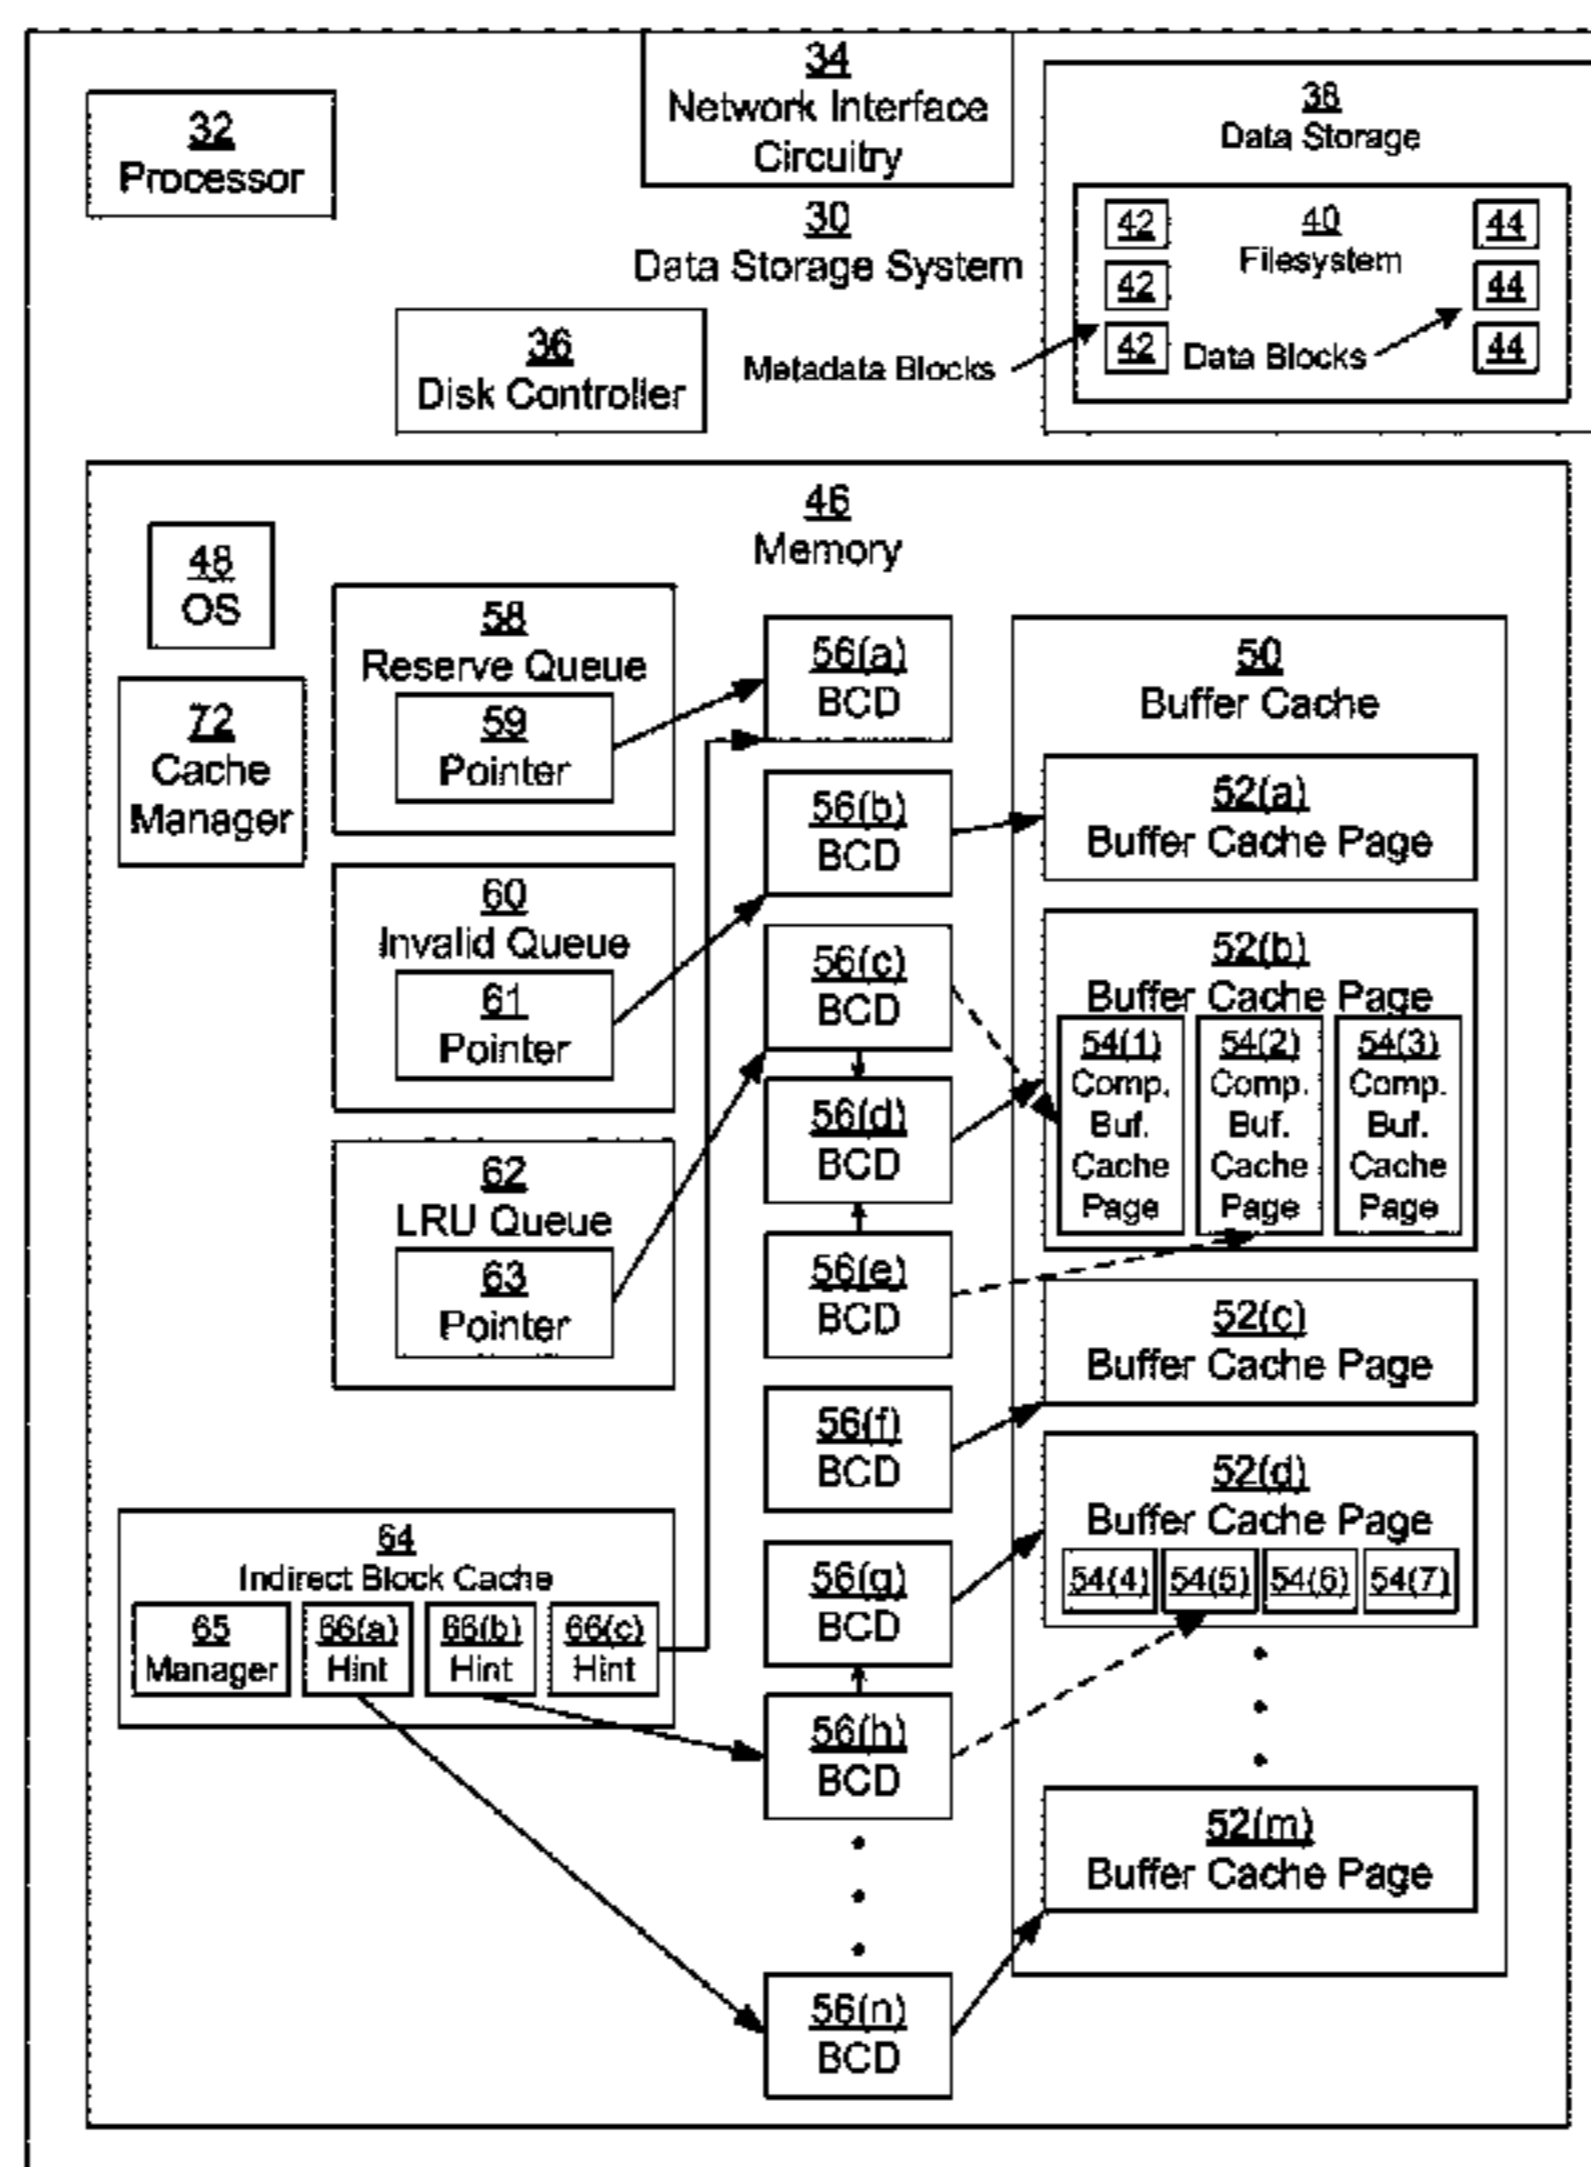 34
Network Interface
Circuitry
32
Processor
38
Data Storage
30
Data Storage System
42
42
42
40
Filesystem
44
44
44
Metadata Blocks
Data Blocks
36
Disk Controller
46
Memory
48
OS
72
Cache
Manager
58
Reserve Queue
59
Pointer
60
Invalid Queue
61
Pointer
62
LRU Queue
63
Pointer
64
Indirect Block Cache
65
Manager
66(a)
Hint
66(b)
Hint
66(c)
Hint
56(a)
BCD
56(b)
BCD
56(c)
BCD
56(d)
BCD
56(e)
BCD
56(f)
BCD
56(g)
BCD
56(h)
BCD
56(n)
BCD
50
Buffer Cache
52(a)
Buffer Cache Page
52(b)
Buffer Cache Page
54(1)
Comp.
Buf.
Cache
Page
54(2)
Comp.
Buf.
Cache
Page
54(3)
Comp.
Buf.
Cache
Page
52(c)
Buffer Cache Page
52(d)
Buffer Cache Page
54(4)
54(5)
54(6)
54(7)
52(m)
Buffer Cache Page